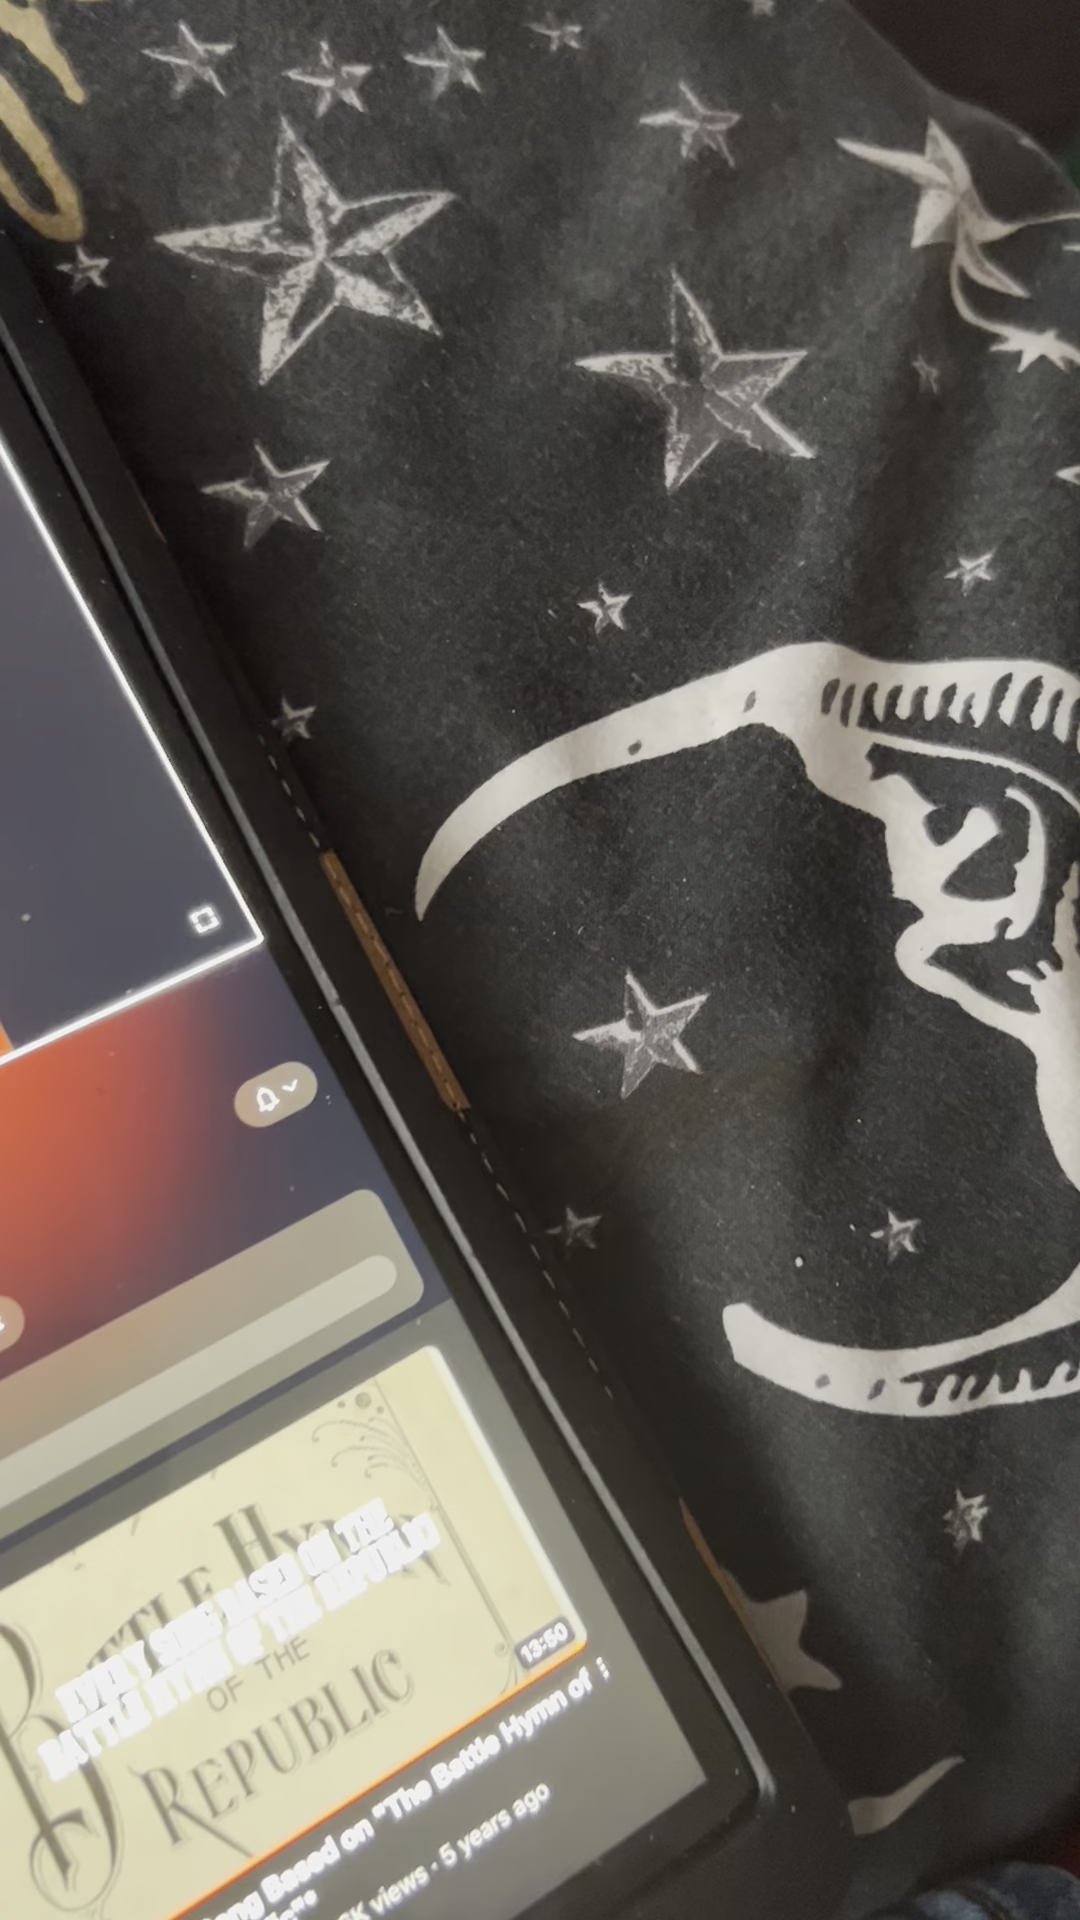 BATTLE HYMN
OF THE
REPUBLIC
EVERY SONG BASED ON THE
BATTLE HYMN OF THE REPUBLIC
13:50
Song Based on "The Battle Hymn of
K views · 5 years ago